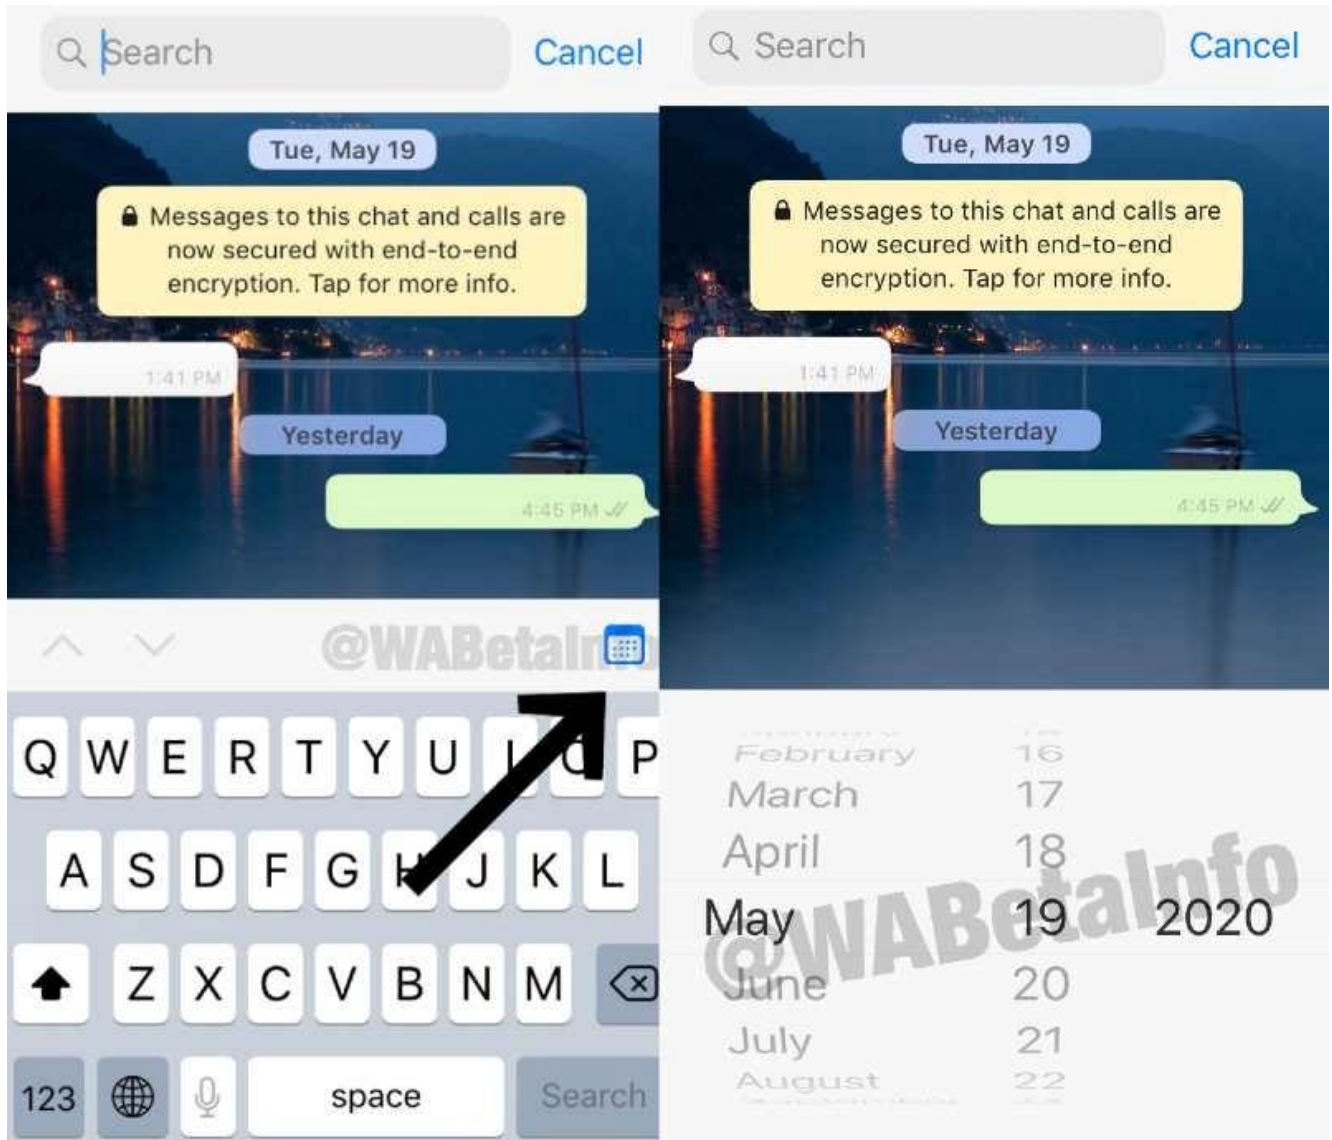 Search
Cancel
Tue, May 19
Messages to this chat and calls are
now secured with end-to-end
encryption. Tap for more info.
1:41 PM
Yesterday
4:45 PM
@WABetaInfo
Q W E R T Y U I O P
A S D F G H J K L
Z X C V B N M
123
space
Search
Search
Cancel
Tue, May 19
Messages to this chat and calls are
now secured with end-to-end
encryption. Tap for more info.
1:41 PM
Yesterday
4:45 PM
February 16
March 17
April 18
May 19 2020
June 20
July 21
August 22
@WABetaInfo